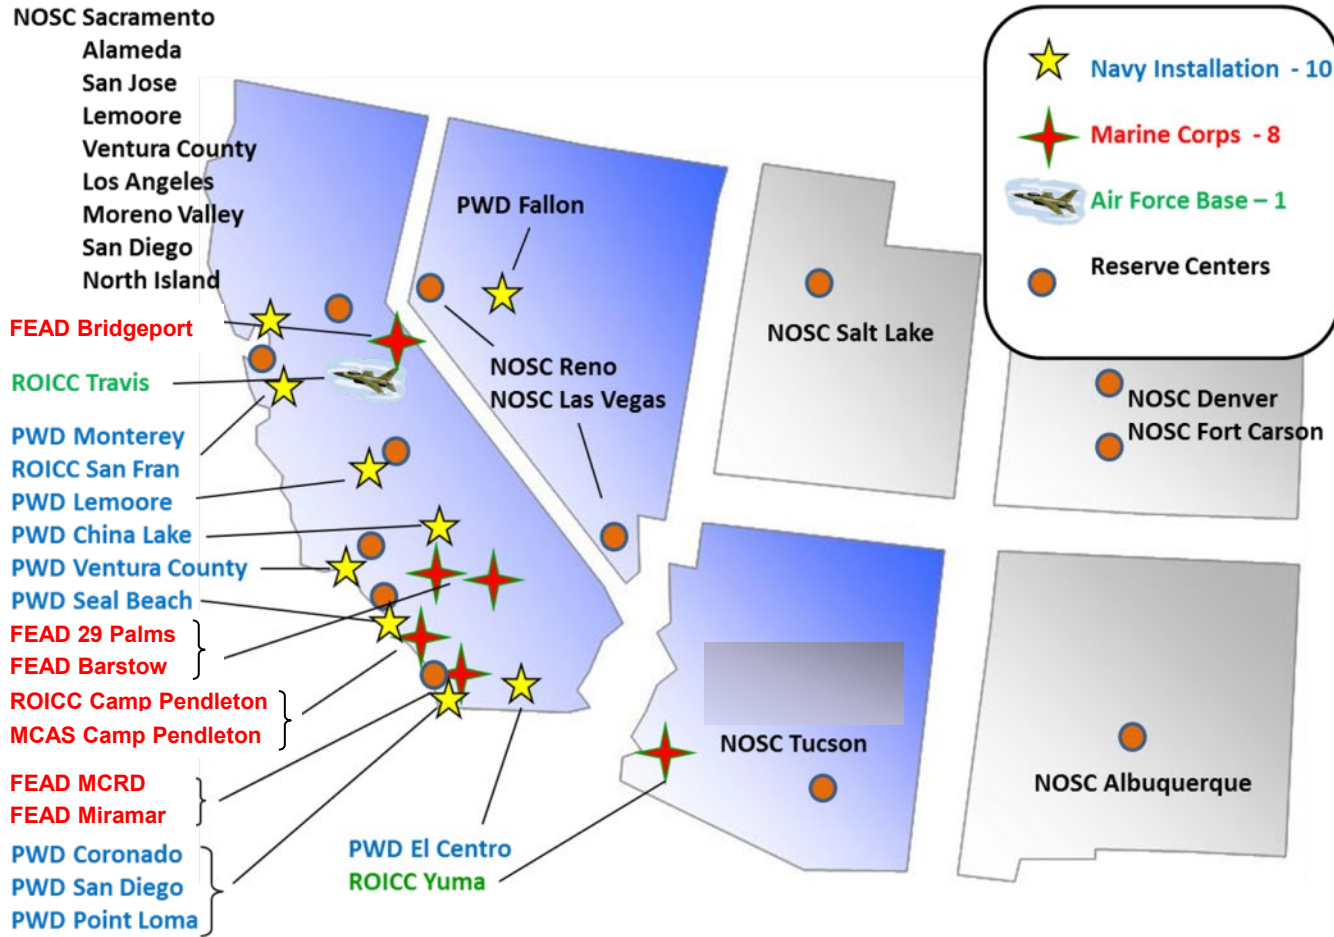 NOSC Sacramento
Alameda
San Jose
Lemoore
Ventura County
Los Angeles
Moreno Valley
San Diego
North Island
FEAD Bridgeport
ROICC Travis
PWD Monterey
ROICC San Fran
PWD Lemoore
PWD China Lake
PWD Ventura County
PWD Seal Beach
FEAD 29 Palms
FEAD Barstow
ROICC Camp Pendleton
MCAS Camp Pendleton
FEAD MCRD
FEAD Miramar
PWD Coronado
PWD San Diego
PWD Point Loma
PWD El Centro
ROICC Yuma
PWD Fallon
NOSC Reno
NOSC Las Vegas
NOSC Salt Lake
NOSC Tucson
NOSC Denver
NOSC Fort Carson
NOSC Albuquerque
Navy Installation - 10
Marine Corps - 8
Air Force Base – 1
Reserve Centers